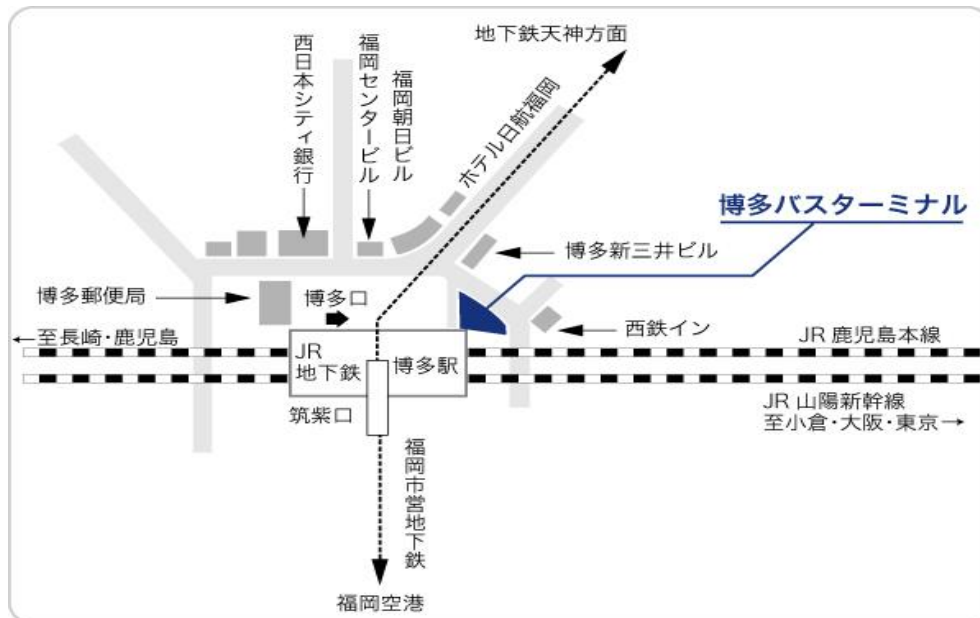 地下鉄天神方面
西日本シティ銀行
福岡センタービル
福岡朝日ビル
ホテル日航福岡
博多バスターミナル
博多新三井ビル
博多郵便局
博多口
西鉄イン
←至長崎・鹿児島
JR 鹿児島本線
JR
地下鉄
博多駅
筑紫口
JR 山陽新幹線
至小倉・大阪・東京→
福岡市営地下鉄
福岡空港